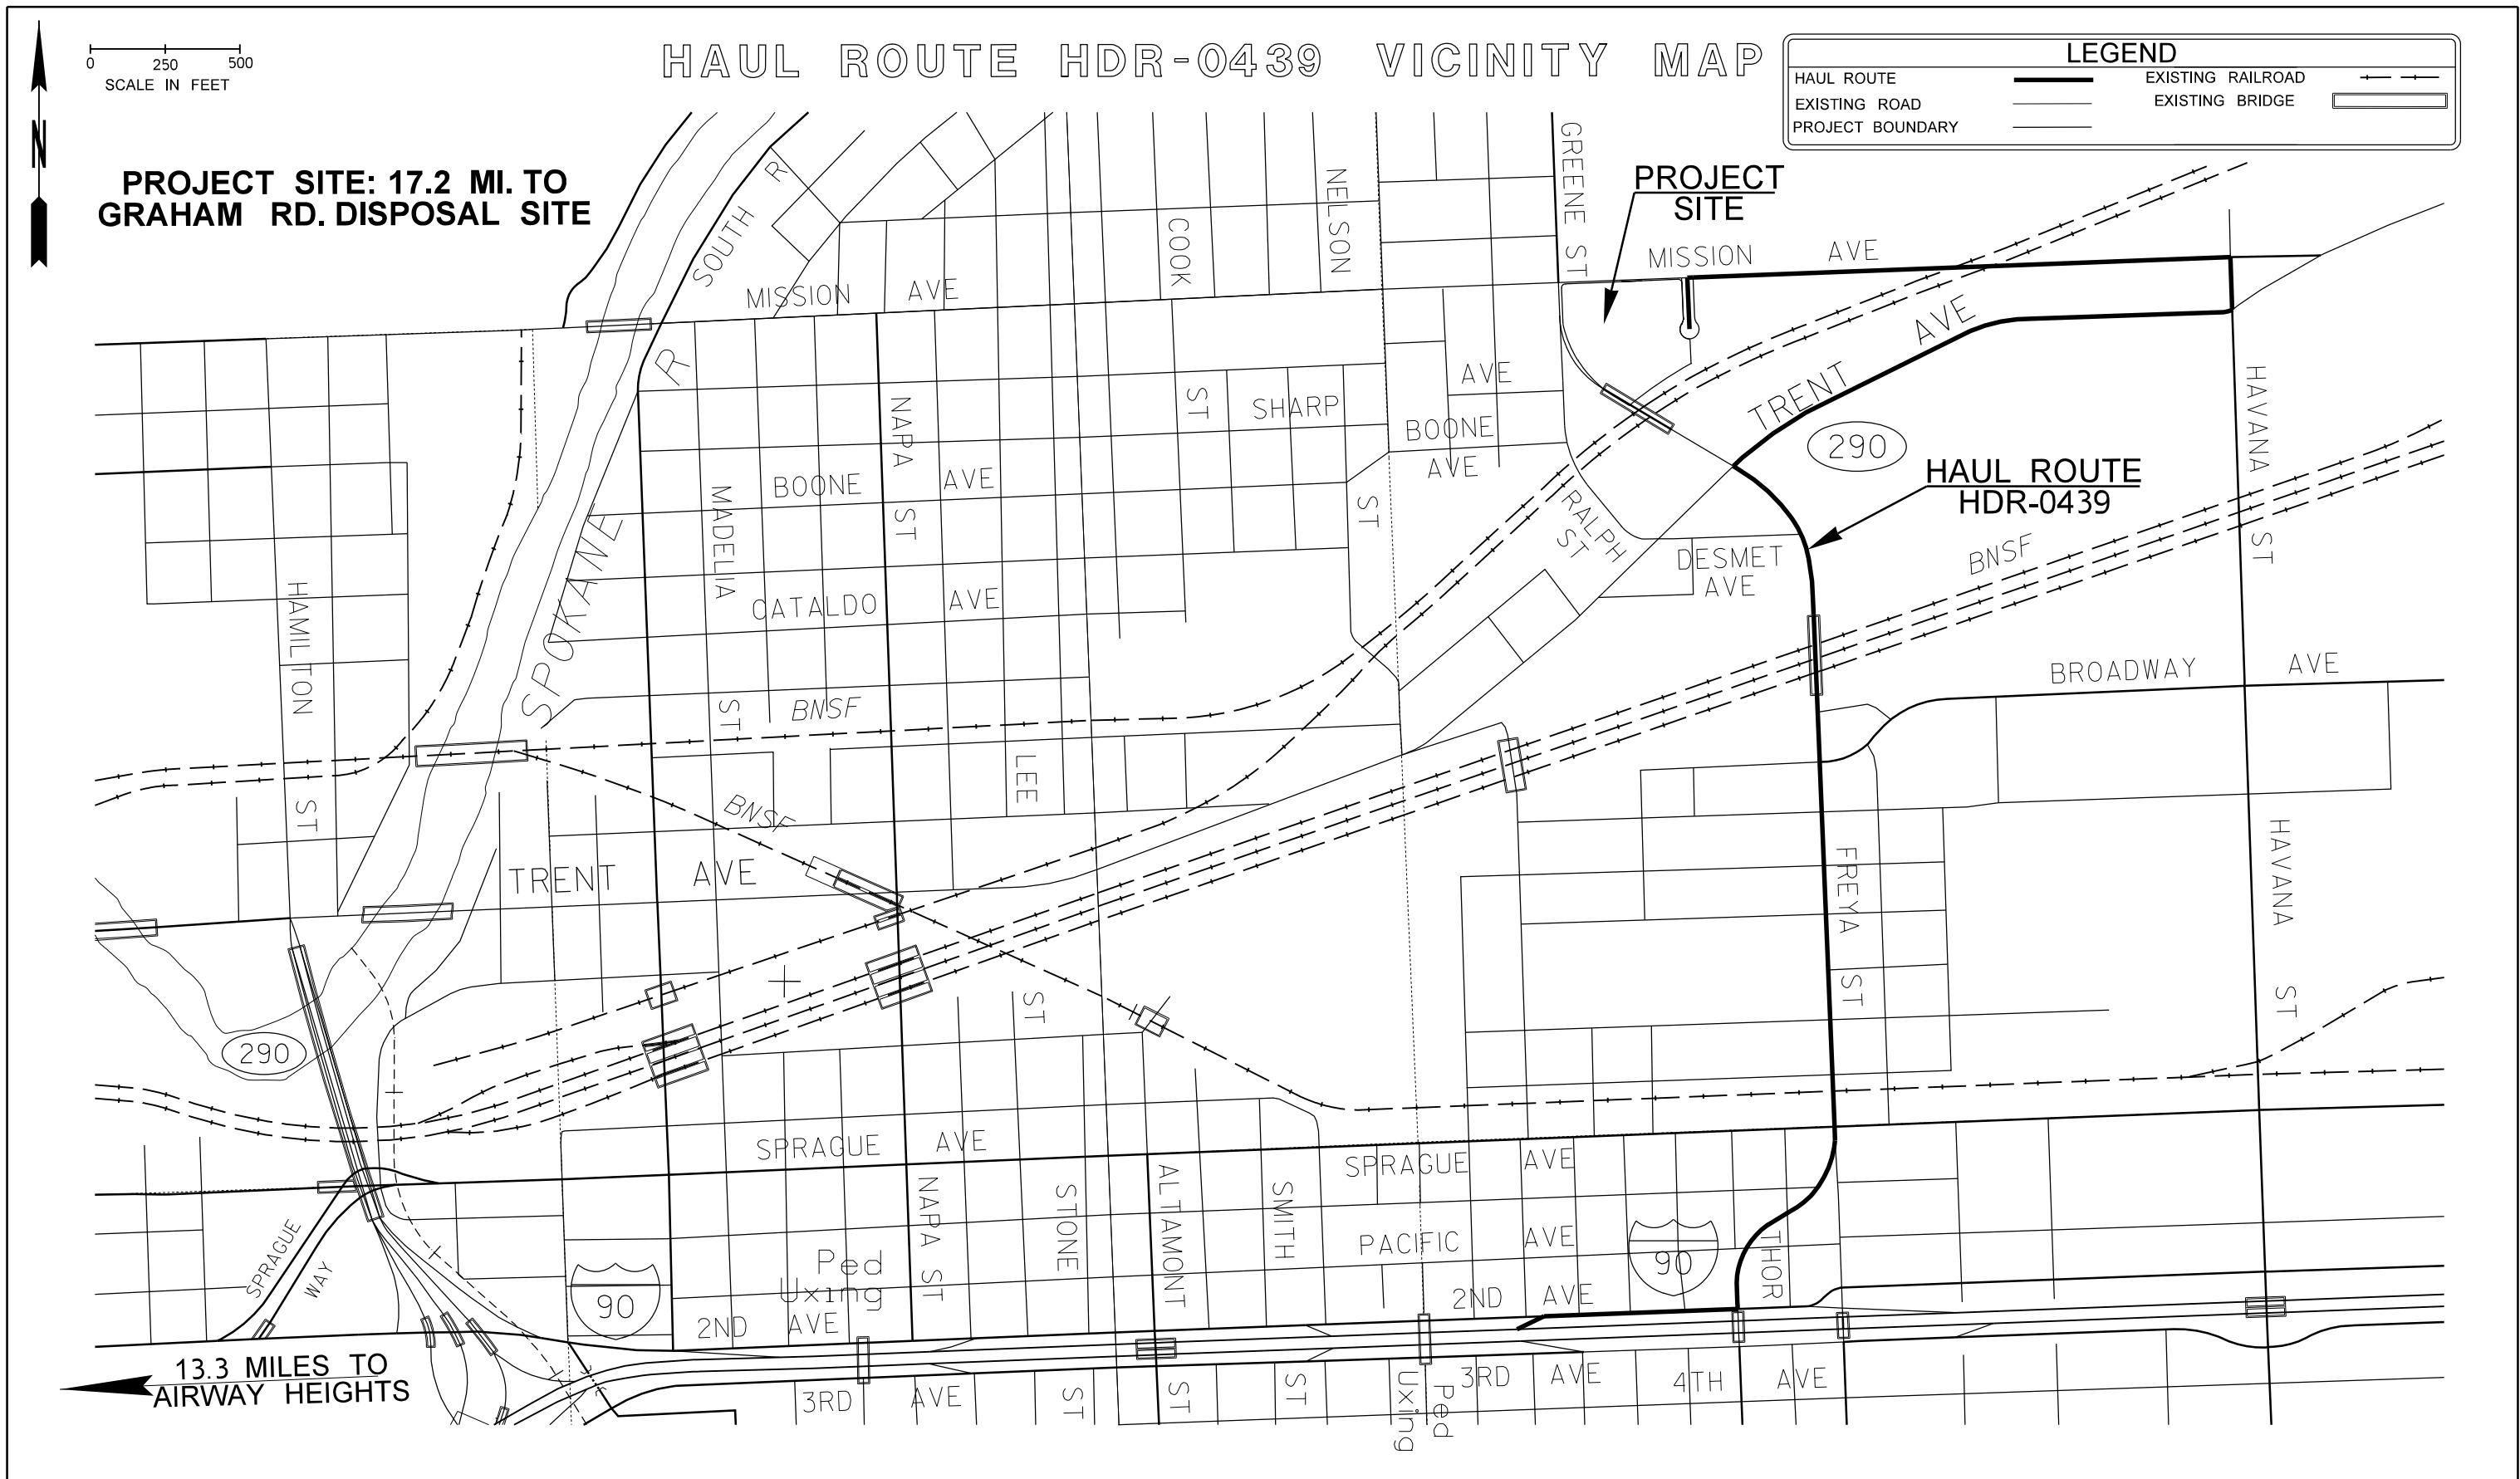 HAUL ROUTE HDR-0439 VICINITY MAP
0 250 500
SCALE IN FEET
N
LEGEND
HAUL ROUTE
EXISTING RAILROAD
EXISTING ROAD
EXISTING BRIDGE
PROJECT BOUNDARY
PROJECT SITE: 17.2 MI. TO
GRAHAM RD. DISPOSAL SITE
PROJECT
SITE
GREENE ST
NELSON
COOK
SOUTH R
R
MISSION AVE
MISSION AVE
TRENT AVE
290
HAUL ROUTE
HDR-0439
HAVANA ST
AVE
SHARP
ST
BOONE
AVE
ST
NAPA ST
BOONE AVE
MADELIA
ST
CATALDO AVE
SPOKANE
HAMILTON
ST
RALPH
ST
DESMET
AVE
BNSF
BROADWAY AVE
BNSF
LEE
ST
BNSF
TRENT AVE
FREYA ST
HAVANA ST
290
SPRAGUE AVE
SPRAGUE AVE
NAPA ST
STONE
ALTAMONT
SMITH
PACIFIC AVE
90
THOR
SPRAGUE
WAY
90
Ped
Uxing
2ND AVE
2ND AVE
13.3 MILES TO
AIRWAY HEIGHTS
3RD AVE
ST
ST
ST
Ped
Uxing
3RD AVE
4TH AVE